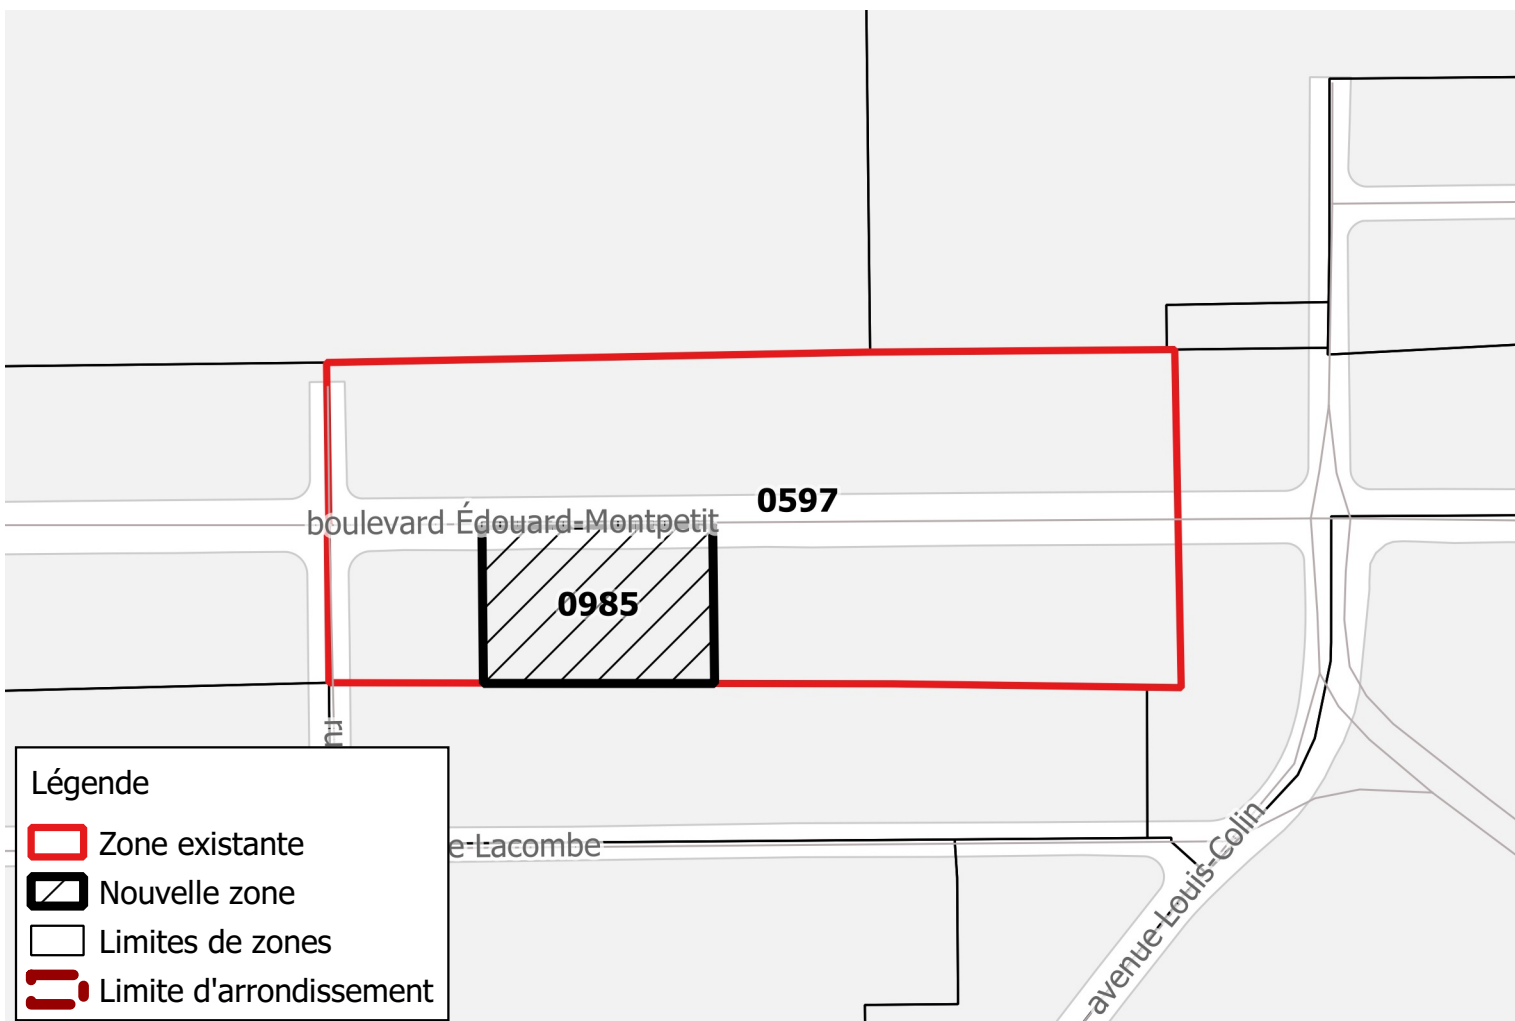 0597
boulevard Édouard-Montpetit
0985
Légende
Zone existante
Nouvelle zone
Limites de zones
Limite d'arrondissement
Lacombe
avenue Louis-Colin